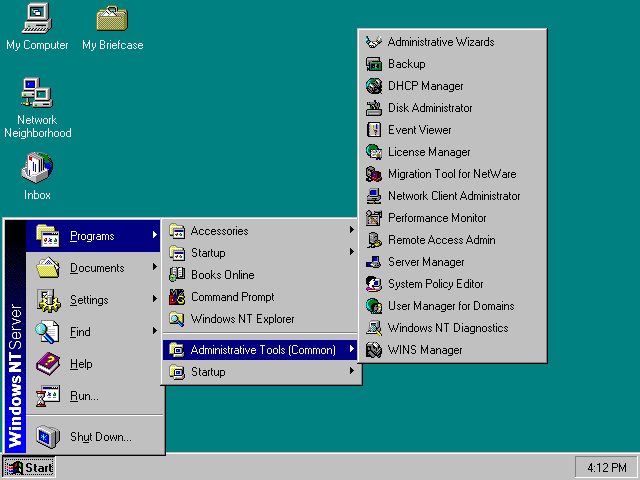 My Computer
My Briefcase
Network
Neighborhood
Inbox
Windows NT Server
Programs
Documents
Settings
Find
Help
Run...
Shut Down...
Accessories
Startup
Books Online
Command Prompt
Windows NT Explorer
Administrative Tools (Common)
Startup
Administrative Wizards
Backup
DHCP Manager
Disk Administrator
Event Viewer
License Manager
Migration Tool for NetWare
Network Client Administrator
Performance Monitor
Remote Access Admin
Server Manager
System Policy Editor
User Manager for Domains
Windows NT Diagnostics
WINS Manager
Start
4:12 PM